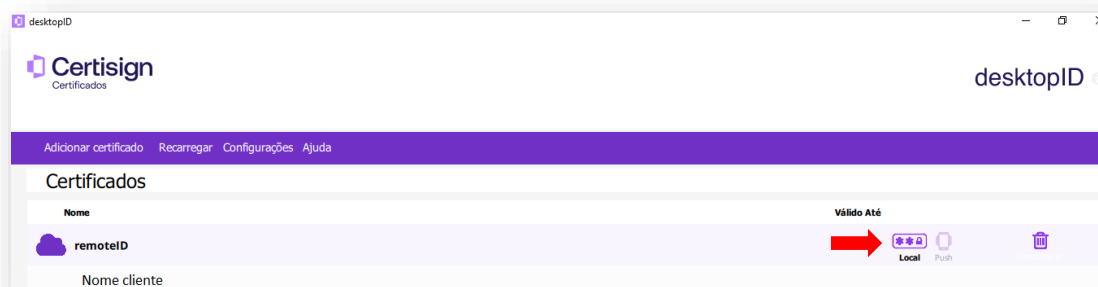 desktopID
Certisign
Certificados
desktopID
Adicionar certificado Recarregar Configurações Ajuda
Certificados
Nome Válido Até
remoteID
Local Push
Nome cliente